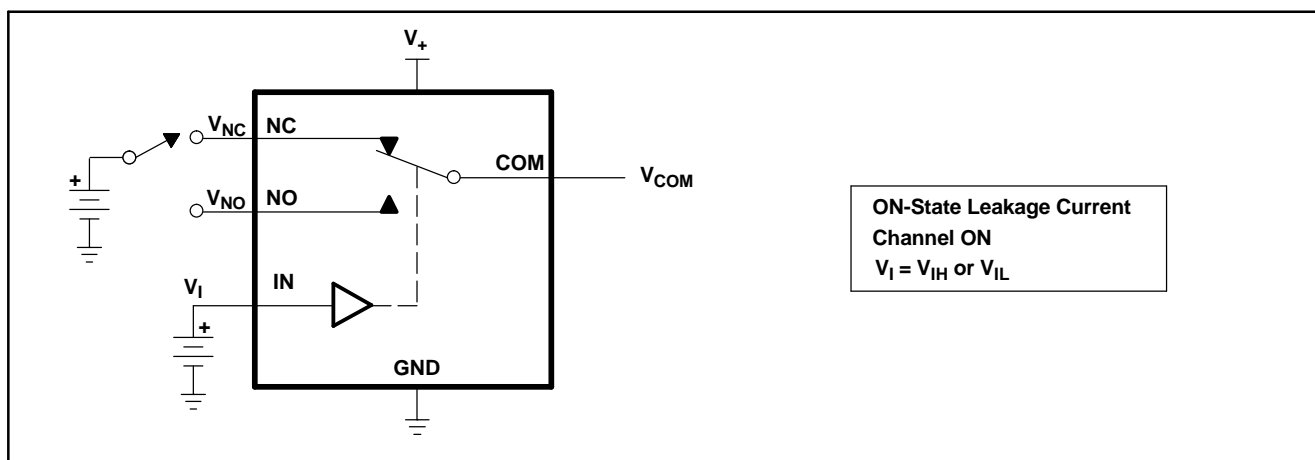 V+
VNC NC
COM
VCOM
VNO NO
VI IN
GND
+
+
ON-State Leakage Current
Channel ON
VI = VIH or VIL